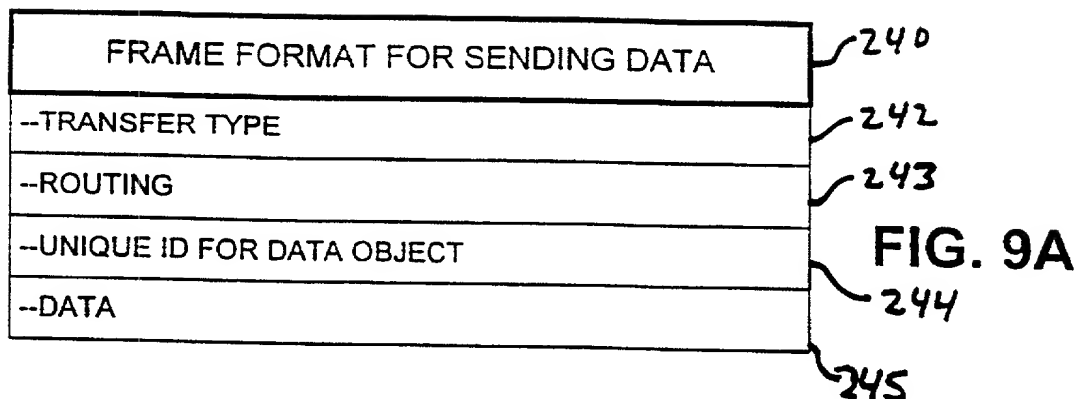 FRAME FORMAT FOR SENDING DATA
240
--TRANSFER TYPE
242
--ROUTING
243
--UNIQUE ID FOR DATA OBJECT
244
--DATA
245
FIG. 9A